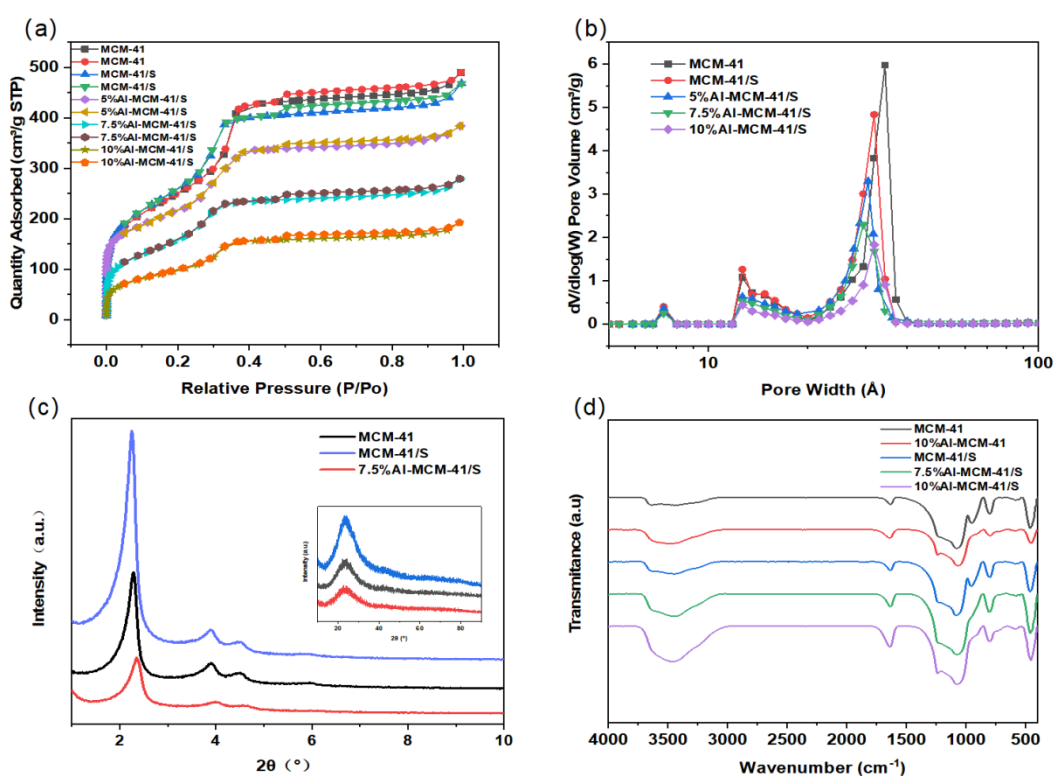 (a)
MCM-41
MCM-41
MCM-41/S
MCM-41/S
5%Al-MCM-41/S
5%Al-MCM-41/S
7.5%Al-MCM-41/S
7.5%Al-MCM-41/S
10%Al-MCM-41/S
10%Al-MCM-41/S
Quantity Adsorbed (cm³/g STP)
500
400
300
200
100
0
0.0 0.2 0.4 0.6 0.8 1.0
Relative Pressure (P/Po)
(b)
MCM-41
MCM-41/S
5%Al-MCM-41/S
7.5%Al-MCM-41/S
10%Al-MCM-41/S
dV/dlog(W) Pore Volume (cm³/g)
6
5
4
3
2
1
0
10 100
Pore Width (Å)
(c)
MCM-41
MCM-41/S
7.5%Al-MCM-41/S
Intensity (a.u.)
Intensity (a.u)
20 40 60 80
2θ (°)
2 4 6 8 10
2θ (°)
(d)
MCM-41
10%Al-MCM-41
MCM-41/S
7.5%Al-MCM-41/S
10%Al-MCM-41/S
Transmitance (a.u)
4000 3500 3000 2500 2000 1500 1000 500
Wavenumber (cm⁻¹)